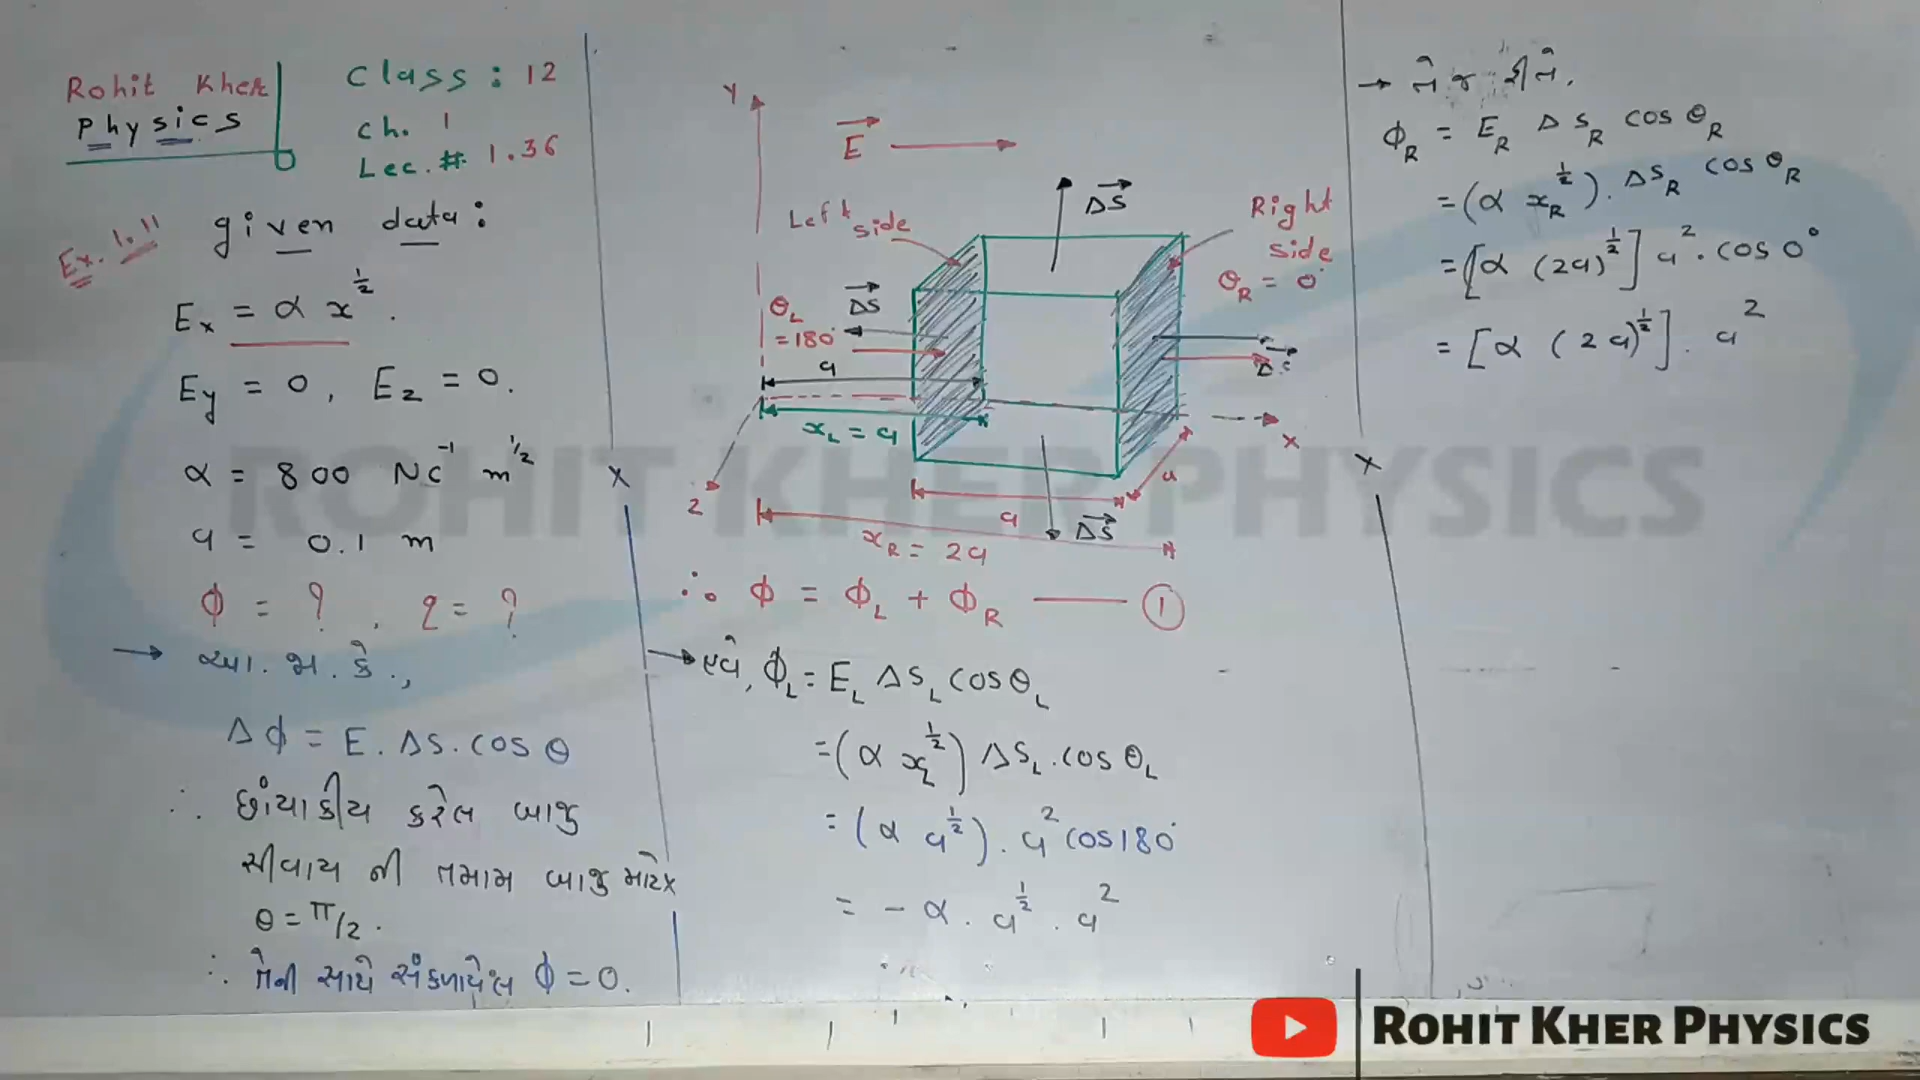 Rohit Kher
Physics
Class: 12
ch. 1
Lec.# 1.36
Ex. 1.11
given data:
Ex = α x^1/2 .
Ey = 0, Ez = 0.
α = 800 NC^-1 m^1/2
a = 0.1 m
ϕ = ? , q = ?
→ આ. મ. કે.,
Δϕ = E. ΔS. cos θ
∴ છાંયાકીય કરેલ બાજુ
સીવાય ની તમામ બાજુ માટે
θ = π/2 .
∴ તેની સાથે સંકળાયેલ ϕ = 0.
x
Y
E
ΔS
Left side
Right side
θR = 0°
θL = 180°
ΔS
a
xL = a
X
Z
a
a
ΔS
xR = 2a
∴ ϕ = ϕL + ϕR — ①
→ હવે, ϕL = EL ΔSL cos θL
= (α xL^1/2) ΔSL . cos θL
= (α a^1/2) . a^2 cos 180°
= - α . a^1/2 . a^2
x
→ તે જ રીતે,
ϕR = ER ΔSR cos θR
= (α xR^1/2) . ΔSR cos θR
= [α (2a)^1/2] a^2 . cos 0°
= [α (2a)^1/2] . a^2
ROHIT KHER PHYSICS
ROHIT KHER PHYSICS